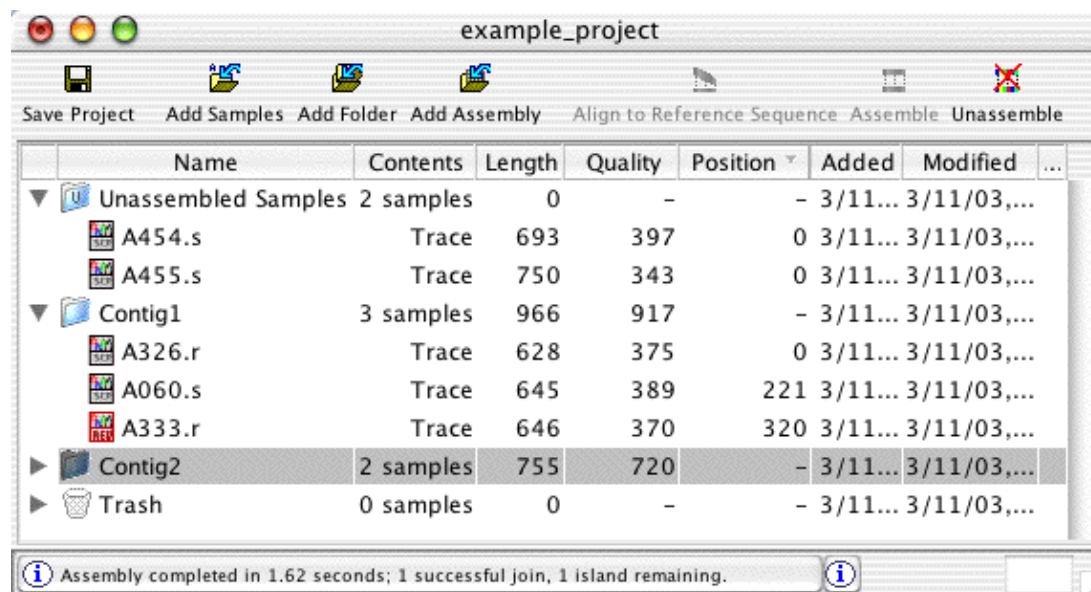 example_project
Save Project Add Samples Add Folder Add Assembly Align to Reference Sequence Assemble Unassemble
Name Contents Length Quality Position Added Modified ...
Unassembled Samples 2 samples 0 – – 3/11... 3/11/03,...
A454.s Trace 693 397 0 3/11... 3/11/03,...
A455.s Trace 750 343 0 3/11... 3/11/03,...
Contig1 3 samples 966 917 – 3/11... 3/11/03,...
A326.r Trace 628 375 0 3/11... 3/11/03,...
A060.s Trace 645 389 221 3/11... 3/11/03,...
A333.r Trace 646 370 320 3/11... 3/11/03,...
Contig2 2 samples 755 720 – 3/11... 3/11/03,...
Trash 0 samples 0 – – 3/11... 3/11/03,...
Assembly completed in 1.62 seconds; 1 successful join, 1 island remaining.